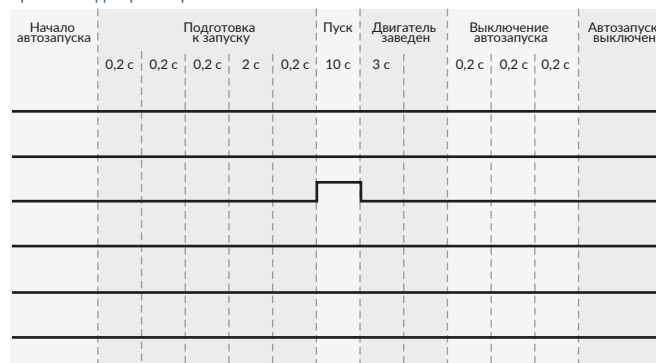 Начало
автозапуска
Подготовка
к запуску
Пуск
Двигатель
заведен
Выключение
автозапуска
Автозапуск
выключен
0,2 с 0,2 с 0,2 с 2 с 0,2 с 10 с 3 с 0,2 с 0,2 с 0,2 с